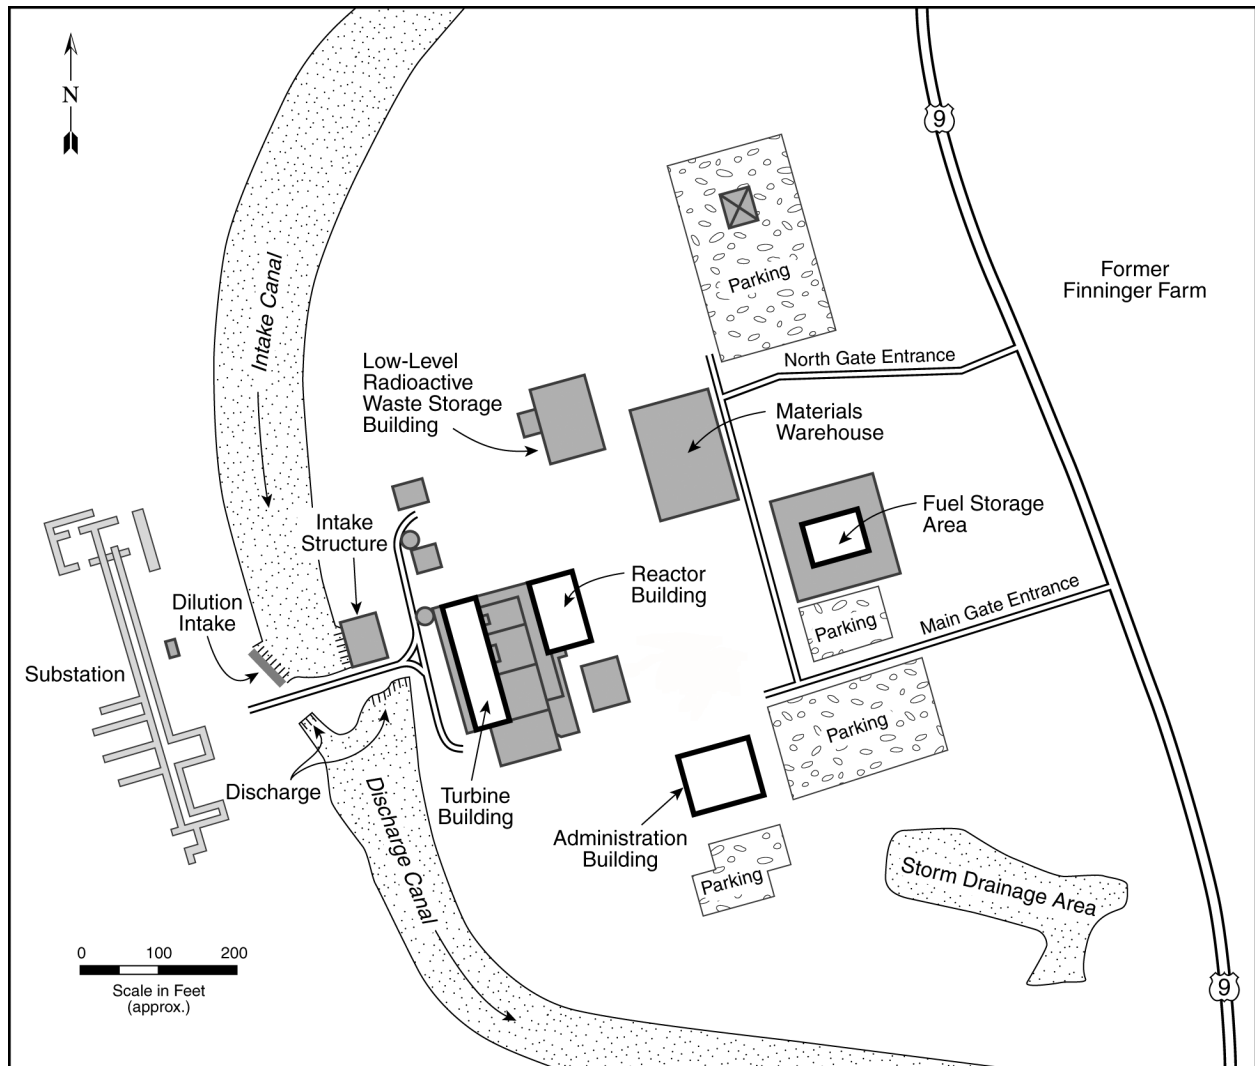 N
9
Former
Finninger Farm
Parking
Intake Canal
North Gate Entrance
Low-Level
Radioactive
Waste Storage
Building
Materials
Warehouse
Fuel Storage
Area
Intake
Structure
Reactor
Building
Dilution
Intake
Main Gate Entrance
Parking
Substation
Parking
Discharge
Turbine
Building
Discharge Canal
Administration
Building
Parking
Storm Drainage Area
0 100 200
Scale in Feet
(approx.)
9